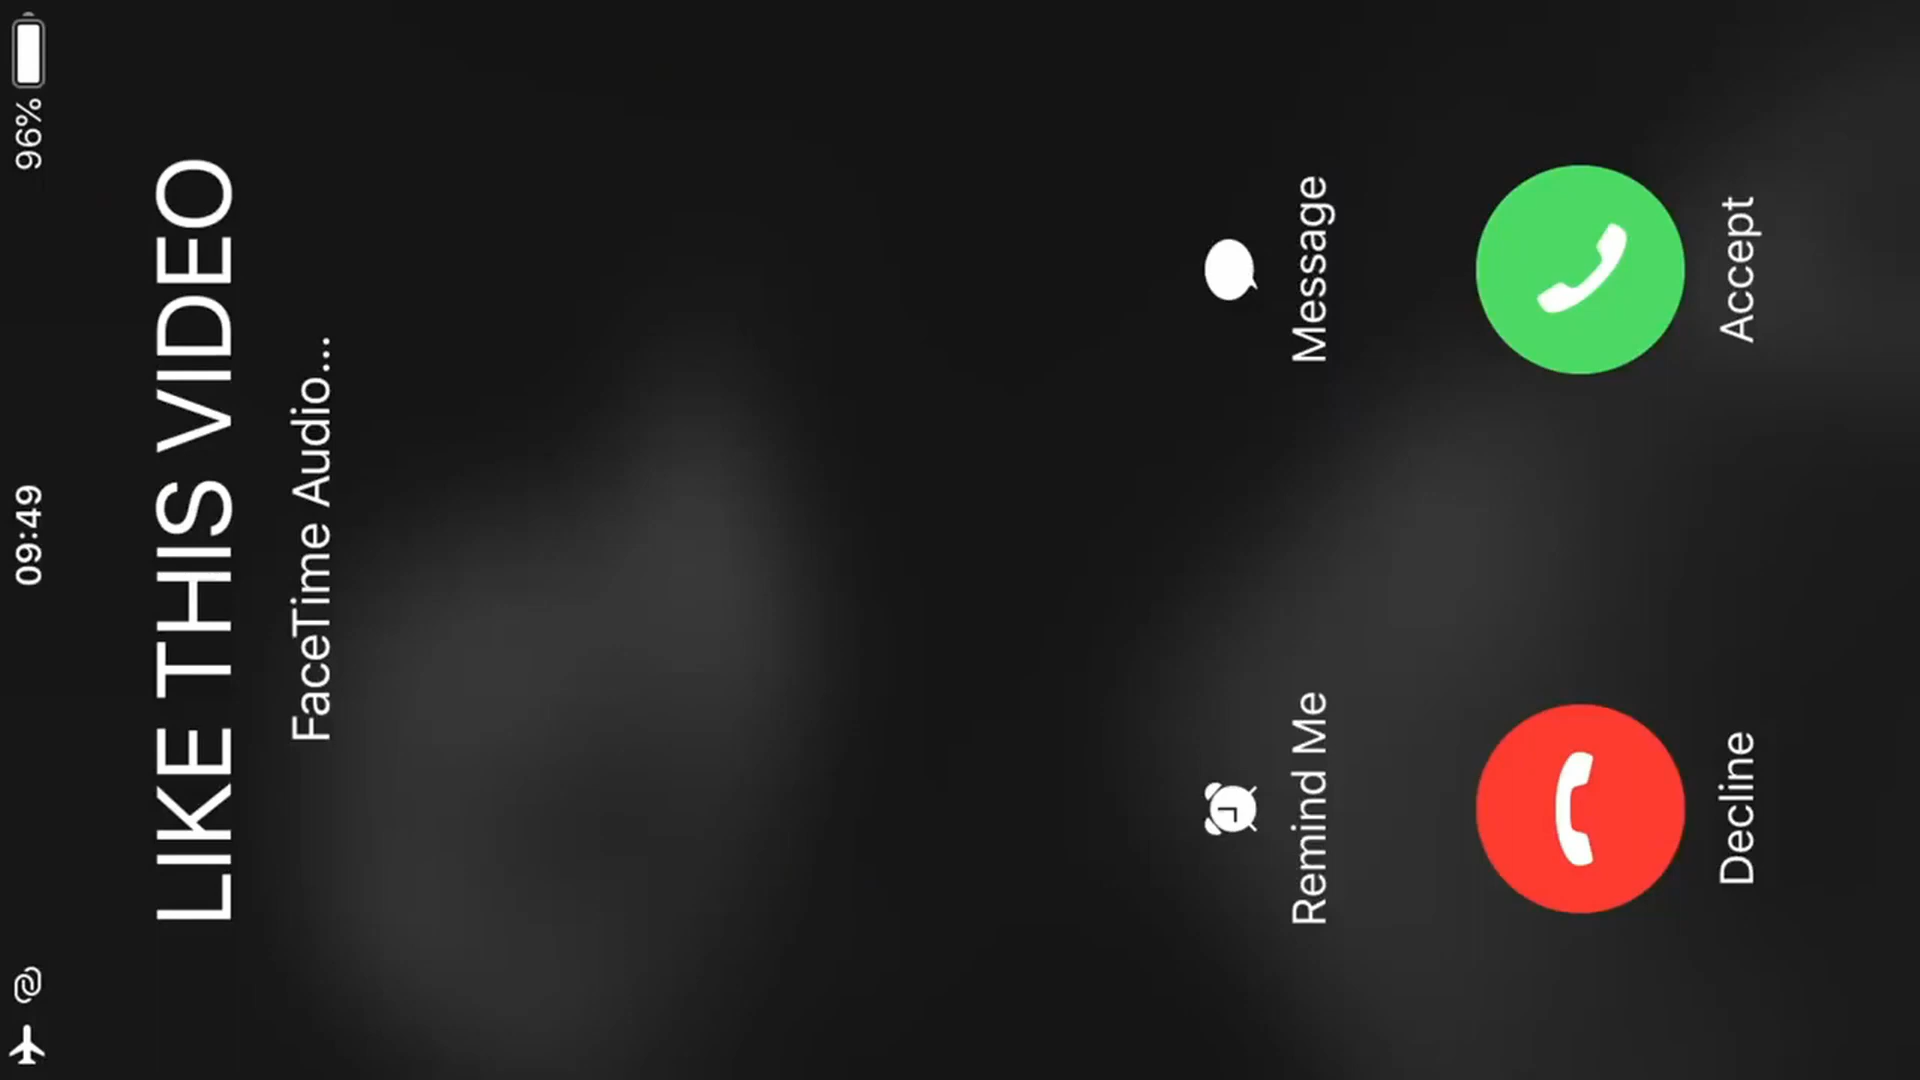 09:49
96%
LIKE THIS VIDEO
FaceTime Audio...
Remind Me
Message
Decline
Accept